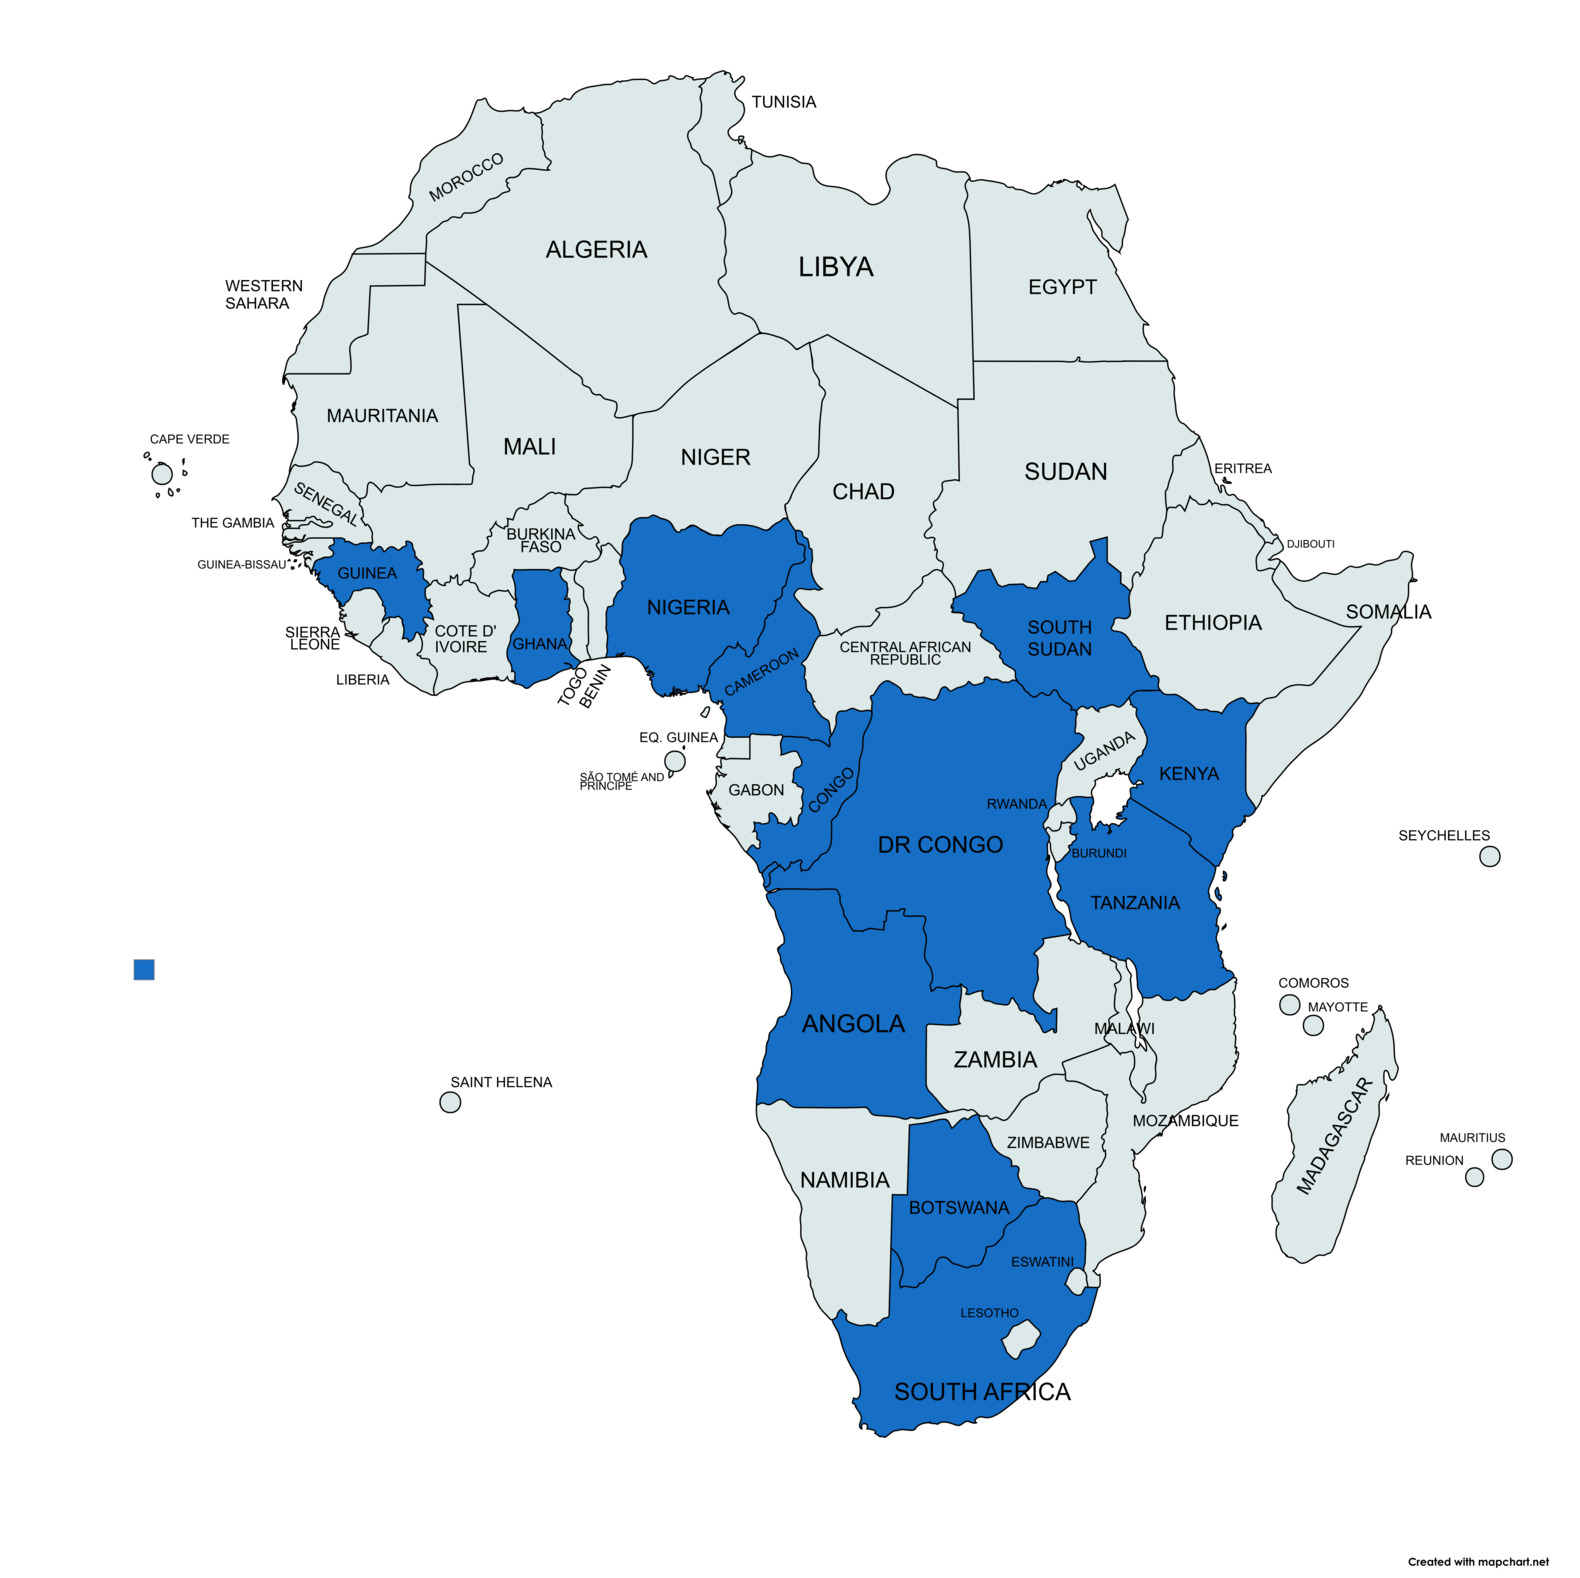 TUNISIA
MOROCCO
ALGERIA
LIBYA
EGYPT
WESTERN
SAHARA
MAURITANIA
MALI
NIGER
CHAD
SUDAN
ERITREA
CAPE VERDE
SENEGAL
THE GAMBIA
BURKINA
FASO
DJIBOUTI
GUINEA-BISSAU
GUINEA
NIGERIA
SOUTH
SUDAN
ETHIOPIA
SOMALIA
SIERRA
LEONE
COTE D'
IVOIRE
GHANA
CENTRAL AFRICAN
REPUBLIC
LIBERIA
TOGO
BENIN
CAMEROON
EQ. GUINEA
UGANDA
KENYA
SÃO TOMÉ AND
PRINCIPE
GABON
CONGO
RWANDA
DR CONGO
BURUNDI
SEYCHELLES
TANZANIA
COMOROS
MAYOTTE
ANGOLA
MALAWI
ZAMBIA
SAINT HELENA
MOZAMBIQUE
MADAGASCAR
ZIMBABWE
MAURITIUS
REUNION
NAMIBIA
BOTSWANA
ESWATINI
LESOTHO
SOUTH AFRICA
Created with mapchart.net